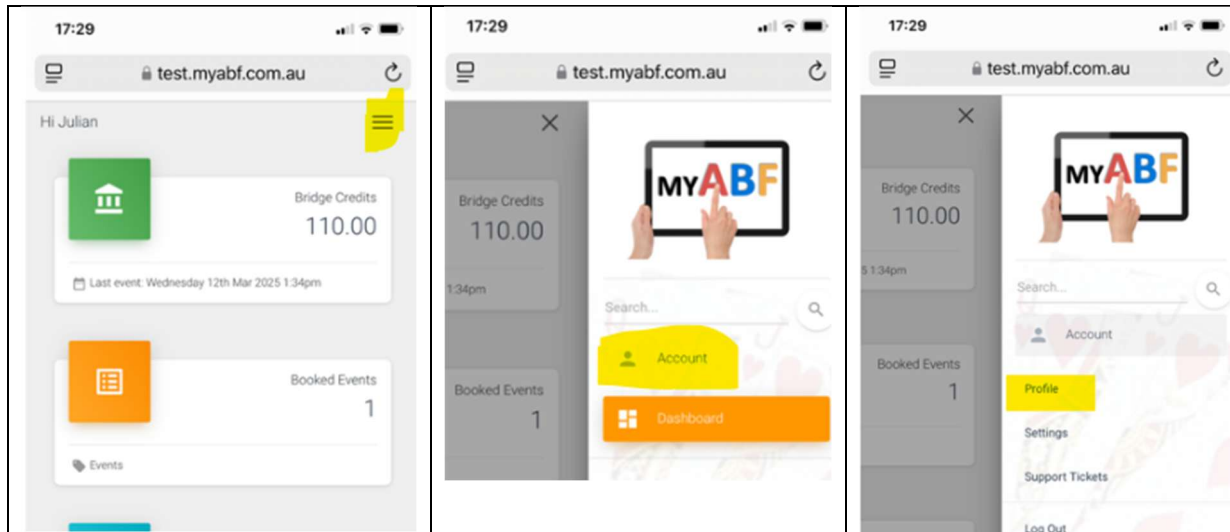 17:29
test.myabf.com.au
Hi Julian
Bridge Credits
110.00
Last event: Wednesday 12th Mar 2025 1:34pm
Booked Events
1
Events
17:29
test.myabf.com.au
MYABF
Bridge Credits
110.00
1:34pm
Search...
Account
Booked Events
1
Dashboard
17:29
test.myabf.com.au
MYABF
Bridge Credits
110.00
5 1:34pm
Search...
Account
Booked Events
1
Profile
Settings
Support Tickets
Log Out